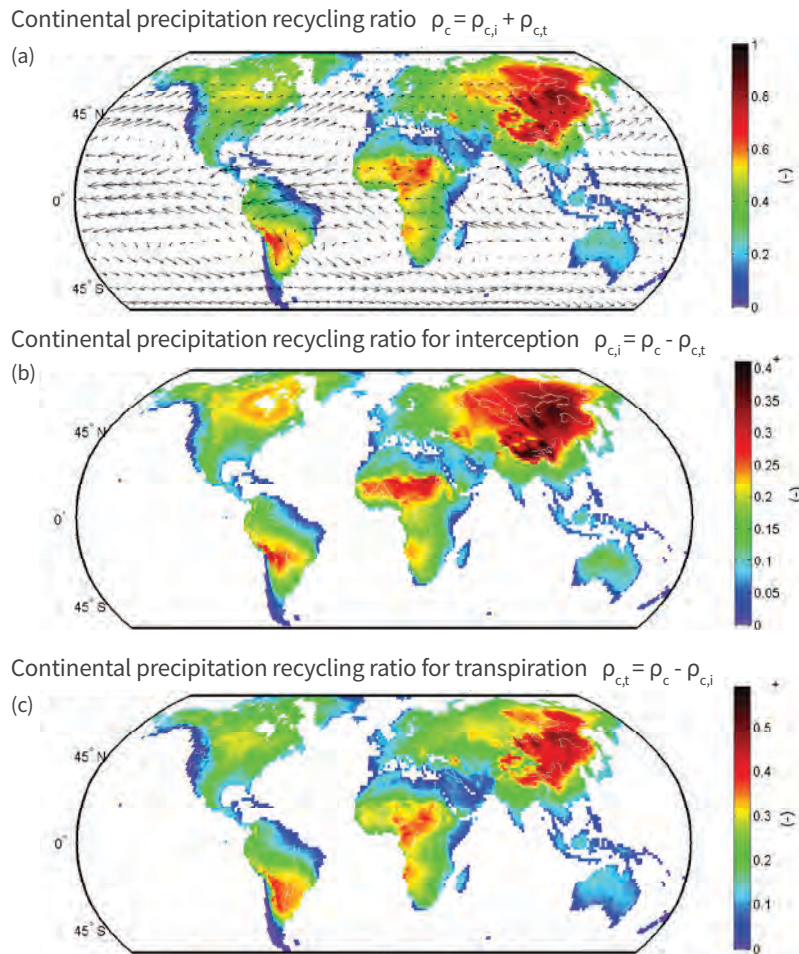 Continental precipitation recycling ratio ρc = ρc,i + ρc,t
(a)
45° N
0°
45° S
1
0.8
0.6
0.4
0.2
0
(-)
Continental precipitation recycling ratio for interception ρc,i = ρc - ρc,t
(b)
45° N
0°
45° S
0.4+
0.35
0.3
0.25
0.2
0.15
0.1
0.05
0
(-)
Continental precipitation recycling ratio for transpiration ρc,t = ρc - ρc,i
(c)
45° N
0°
45° S
+
0.5
0.4
0.3
0.2
0.1
0
(-)